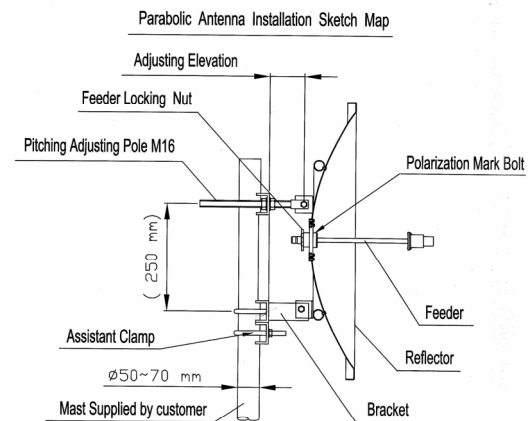 Parabolic Antenna Installation Sketch Map
Adjusting Elevation
Feeder Locking Nut
Pitching Adjusting Pole M16
Polarization Mark Bolt
( 250 mm)
Feeder
Assistant Clamp
Reflector
Ø50~70 mm
Mast Supplied by customer
Bracket